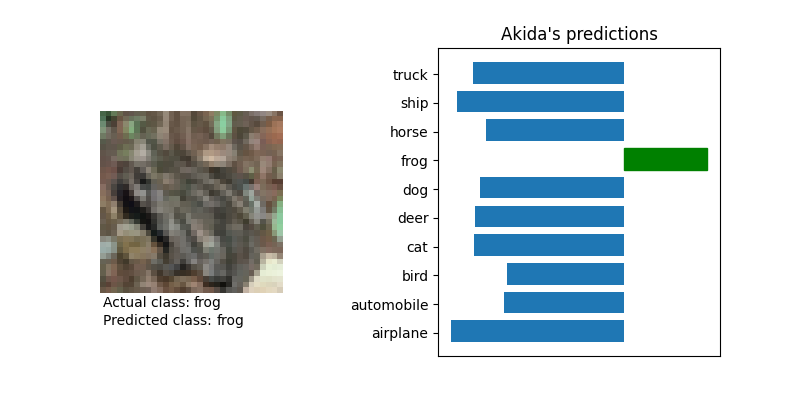 Akida's predictions
truck
ship
horse
frog
dog
deer
cat
bird
automobile
airplane
Actual class: frog
Predicted class: frog